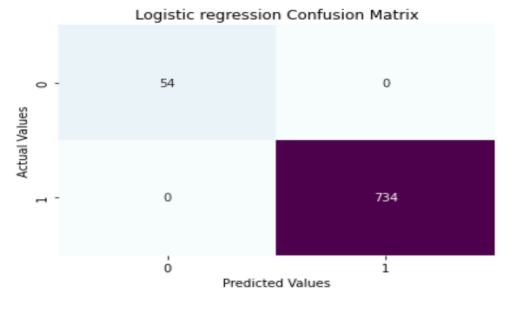 Logistic regression Confusion Matrix
Actual Values
0
54
0
1
0
734
0
1
Predicted Values